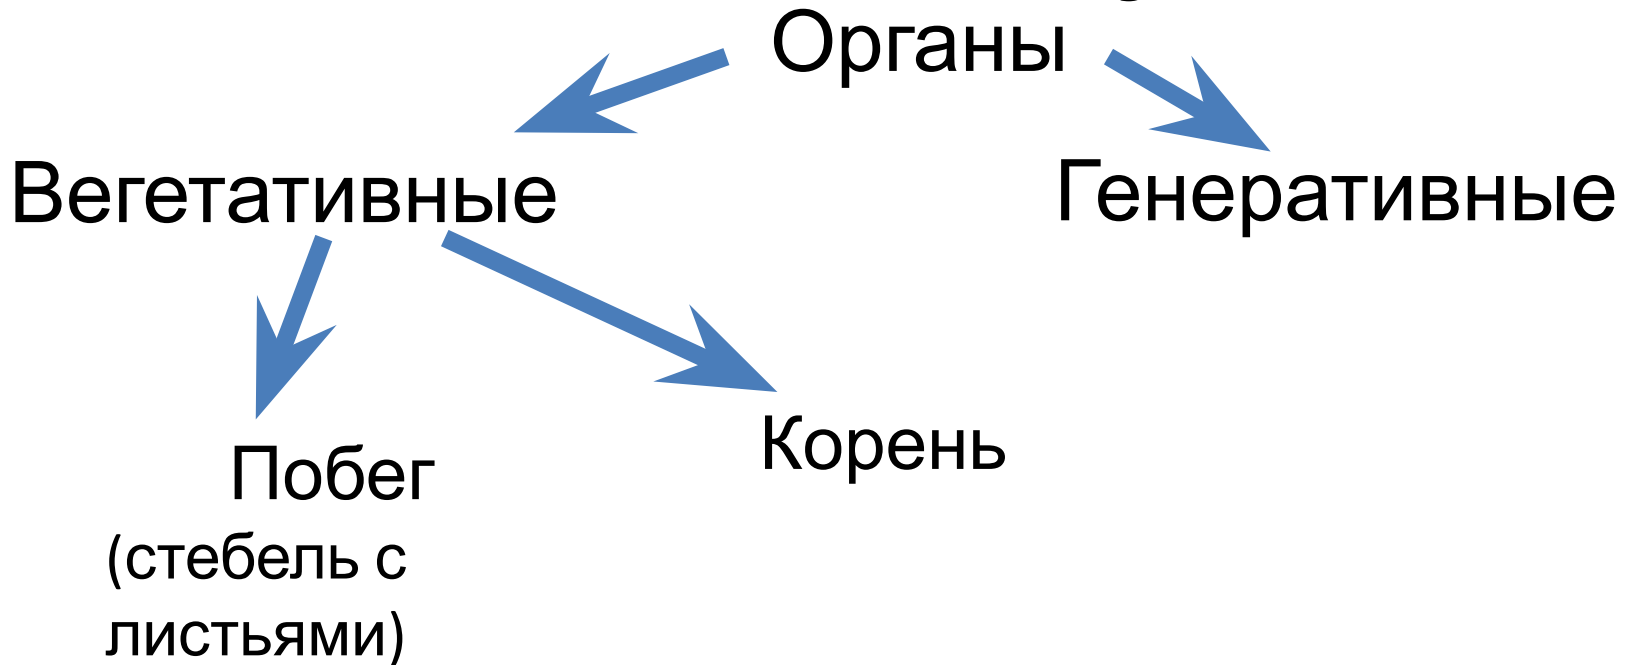 Органы
Вегетативные
Генеративные
Побег
(стебель с
листьями)
Корень